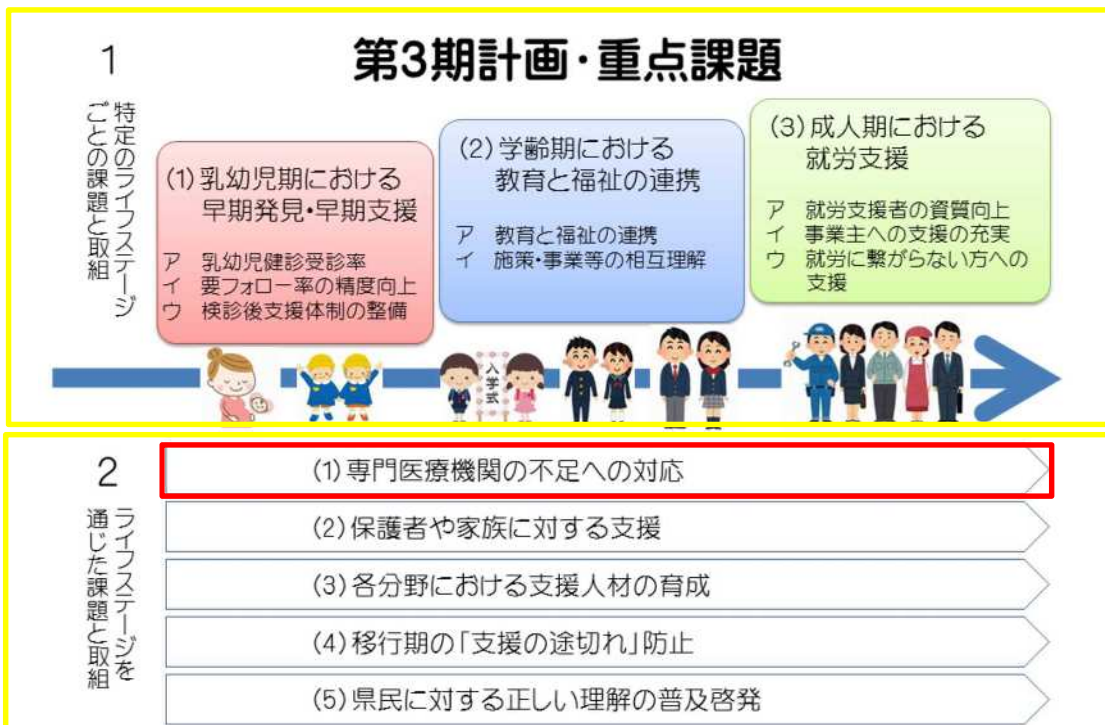 第3期計画・重点課題
1
特定のライフステージ
ごとの課題と取組
(1)乳幼児期における
早期発見・早期支援
ア 乳幼児健診受診率
イ 要フォロー率の精度向上
ウ 検診後支援体制の整備
(2)学齢期における
教育と福祉の連携
ア 教育と福祉の連携
イ 施策・事業等の相互理解
(3)成人期における
就労支援
ア 就労支援者の資質向上
イ 事業主への支援の充実
ウ 就労に繋がらない方への
支援
入学式
2
ライフステージを
通じた課題と取組
(1)専門医療機関の不足への対応
(2)保護者や家族に対する支援
(3)各分野における支援人材の育成
(4)移行期の「支援の途切れ」防止
(5)県民に対する正しい理解の普及啓発